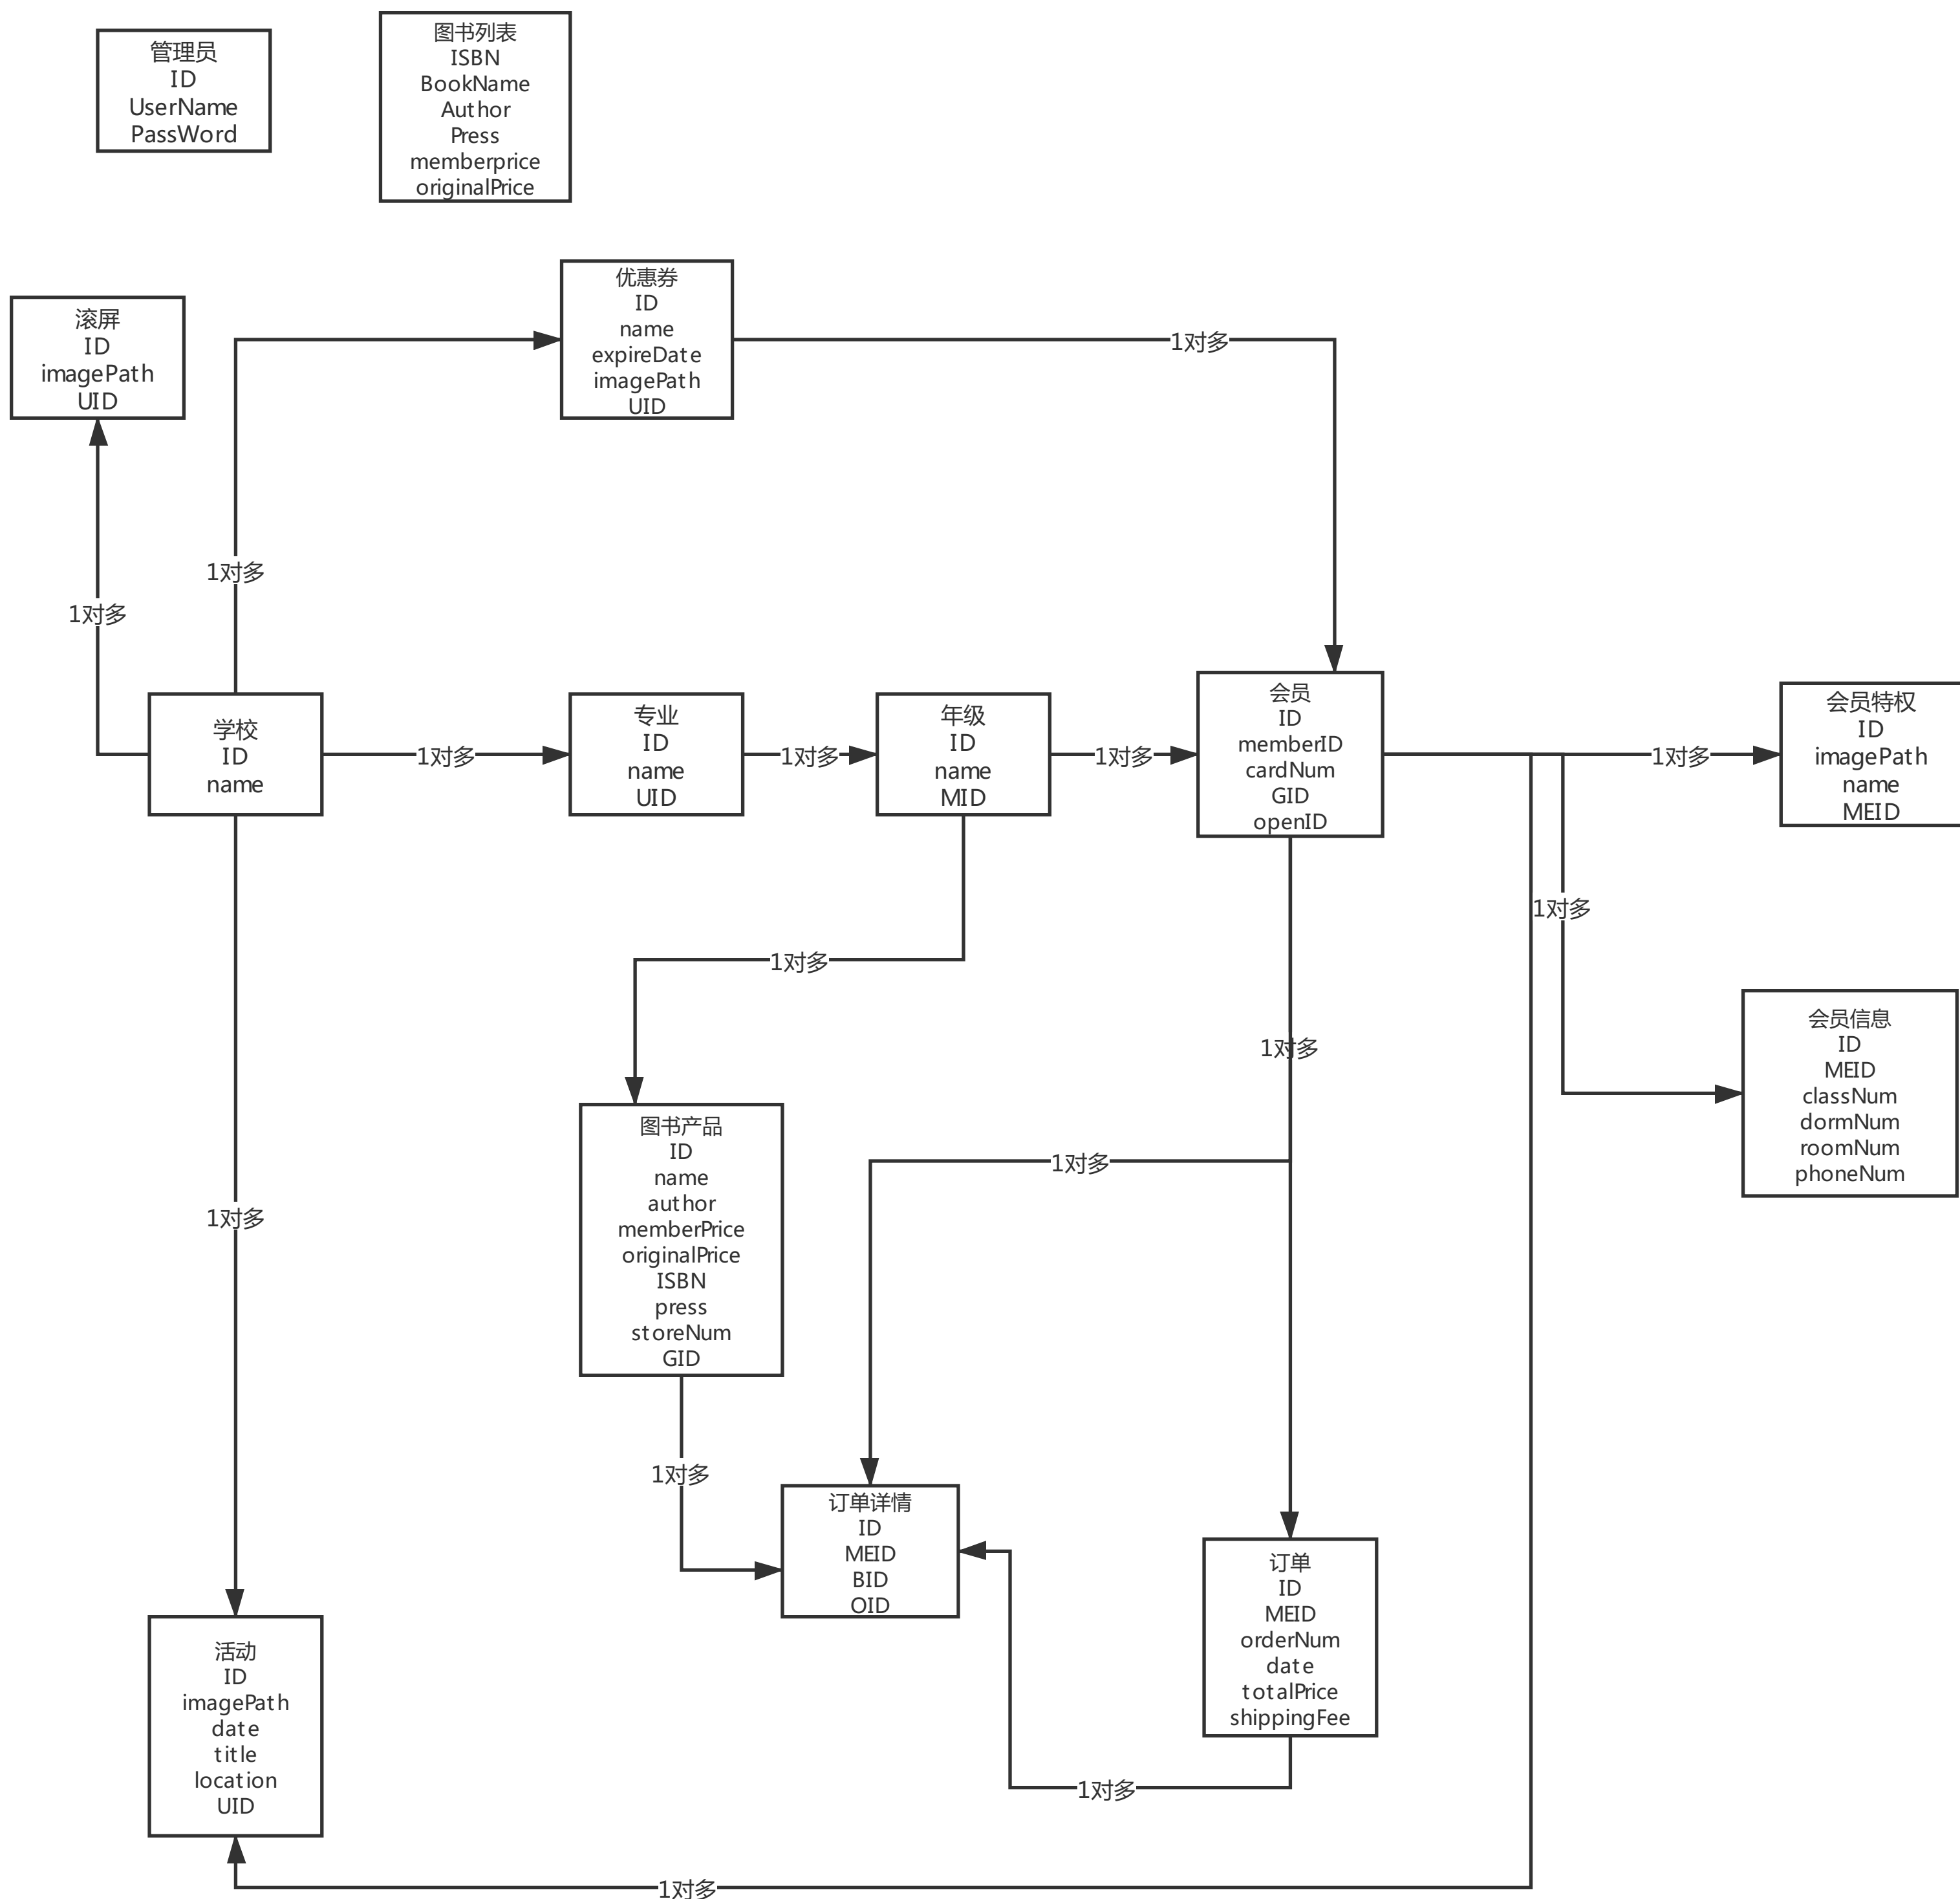 管理员
ID
UserName
PassWord
图书列表
ISBN
BookName
Author
Press
memberprice
originalPrice
滚屏
ID
imagePath
UID
优惠券
ID
name
expireDate
imagePath
UID
1对多
1对多
1对多
学校
ID
name
1对多
专业
ID
name
UID
1对多
年级
ID
name
MID
1对多
会员
ID
memberID
cardNum
GID
openID
1对多
会员特权
ID
imagePath
name
MEID
1对多
1对多
1对多
会员信息
ID
MEID
classNum
dormNum
roomNum
phoneNum
1对多
1对多
图书产品
ID
name
author
memberPrice
originalPrice
ISBN
press
storeNum
GID
1对多
订单详情
ID
MEID
BID
OID
订单
ID
MEID
orderNum
date
totalPrice
shippingFee
活动
ID
imagePath
date
title
location
UID
1对多
1对多